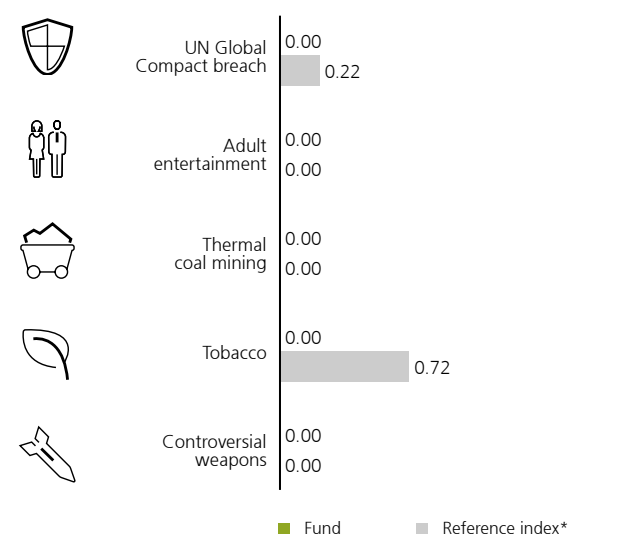 UN Global
Compact breach
0.00
0.22
Adult
entertainment
0.00
0.00
Thermal
coal mining
0.00
0.00
Tobacco
0.00
0.72
Controversial
weapons
0.00
0.00
Fund
Reference index*